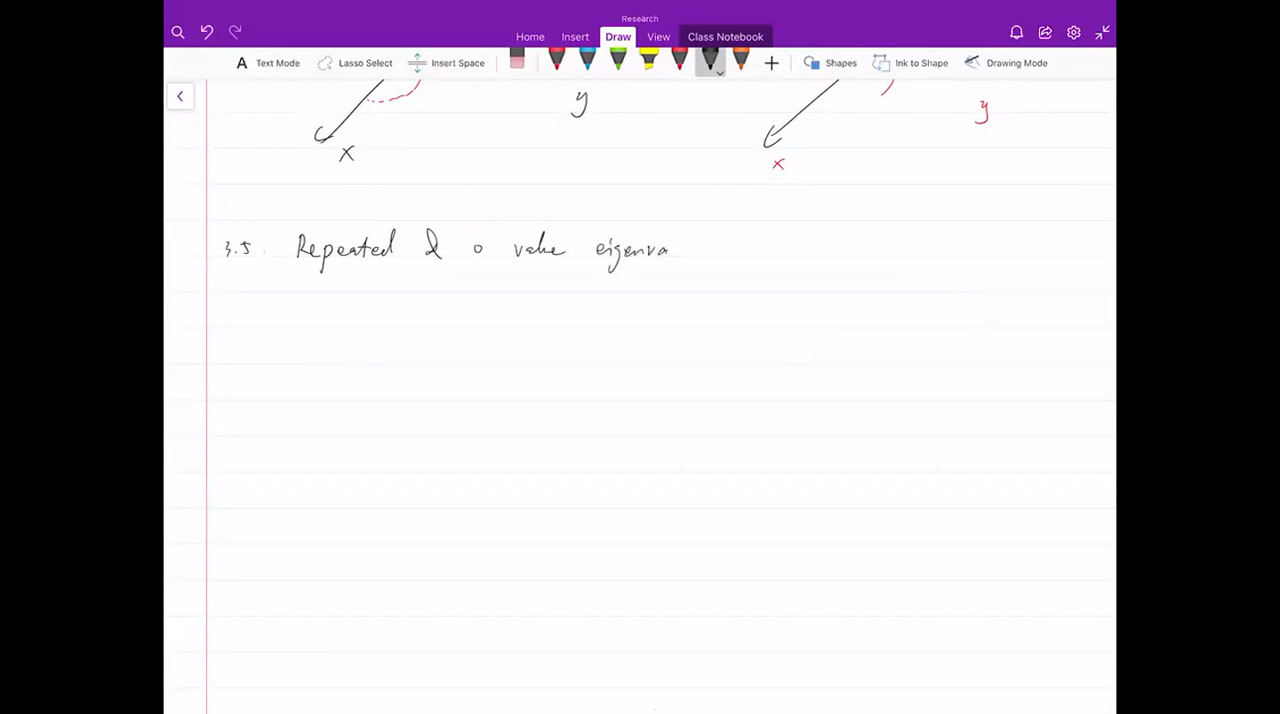 Research
Home Insert Draw View Class Notebook
A Text Mode Lasso Select Insert Space Shapes Ink to Shape Drawing Mode
y y
x x
3.5. Repeated & 0 value eigenva